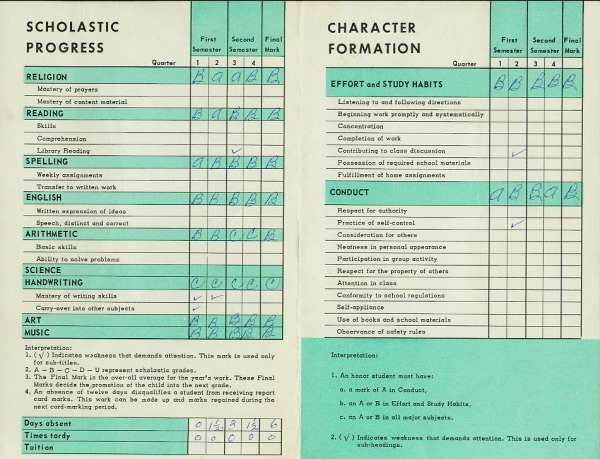 SCHOLASTIC
PROGRESS
First Semester Second Semester Final Mark
Quarter 1 2 3 4
RELIGION B a a B B
Mastery of prayers
Mastery of content material
READING B a B B B
Skills
Comprehension
Library Reading ✓
SPELLING a B B B B
Weekly assignments
Transfer to written work
ENGLISH B B B B B
Written expression of ideas
Speech, distinct and correct
ARITHMETIC B B C C B
Basic skills
Ability to solve problems
SCIENCE
HANDWRITING C C C C C
Mastery of writing skills ✓ ✓
Carry-over into other subjects ✓
ART B B B B B
MUSIC B B B B B
Interpretation:
1. (√) Indicates weakness that demands attention. This mark is used only
for sub-titles.
2. A – B – C – D – U represent scholastic grades.
3. The Final Mark is the over-all average for the year's work. These Final
Marks decide the promotion of the child into the next grade.
4. An absence of twelve days disqualifies a student from receiving report
card marks. This work can be made up and marks regained during the
next card-marking period.
Days absent 0 1½ 3 1½ 6
Times tardy 0 0 0 0 0
Tuition
CHARACTER
FORMATION
First Semester Second Semester Final Mark
Quarter 1 2 3 4
EFFORT and STUDY HABITS B B B B B
Listening to and following directions
Beginning work promptly and systematically
Concentration
Completion of work
Contributing to class discussion ✓
Possession of required school materials
Fulfillment of home assignments
CONDUCT a B B a B
Respect for authority
Practice of self-control ✓
Consideration for others
Neatness in personal appearance
Participation in group activity
Respect for the property of others
Attention in class
Conformity to school regulations
Self-appliance
Use of books and school materials
Observance of safety rules
Interpretation:
1. An honor student must have:
a. a mark of A in Conduct,
b. an A or B in Effort and Study Habits,
c. an A or B in all major subjects.
2. (√) Indicates weakness that demands attention. This is used only for
sub-headings.